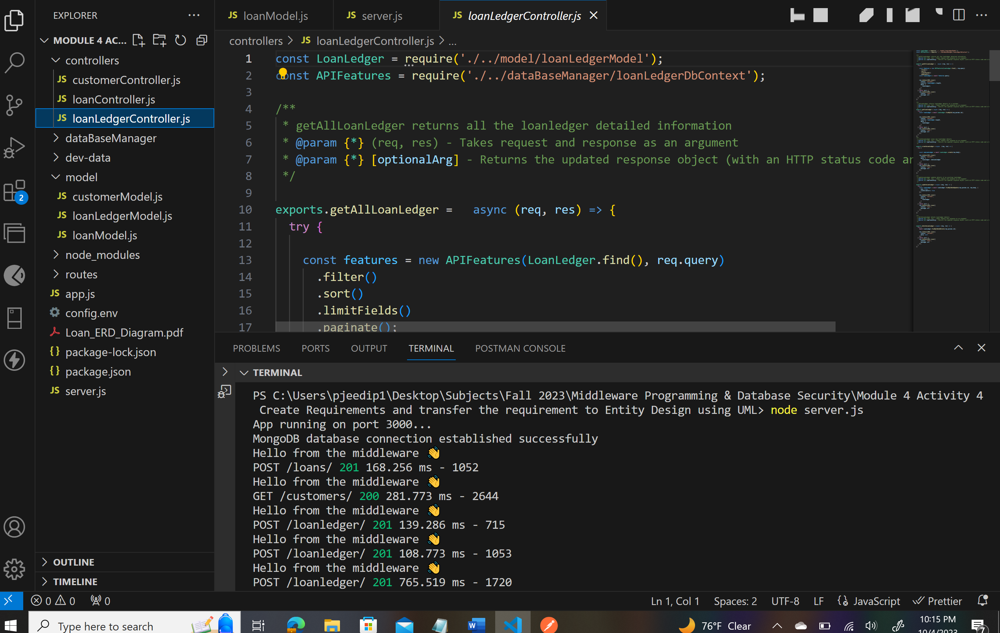 EXPLORER
MODULE 4 AC...
controllers
JS customerController.js
JS loanController.js
JS loanLedgerController.js
dataBaseManager
dev-data
model
JS customerModel.js
JS loanLedgerModel.js
JS loanModel.js
node_modules
routes
JS app.js
config.env
Loan_ERD_Diagram.pdf
{} package-lock.json
{} package.json
JS server.js
OUTLINE
TIMELINE
2
JS loanModel.js
JS server.js
JS loanLedgerController.js
controllers > JS loanLedgerController.js > ...
1 const LoanLedger = require('./../model/loanLedgerModel');
2 const APIFeatures = require('./../dataBaseManager/loanLedgerDbContext');
3
4 /**
5 * getAllLoanLedger returns all the loanledger detailed information
6 * @param {*} (req, res) - Takes request and response as an argument
7 * @param {*} [optionalArg] - Returns the updated response object (with an HTTP status code an
8 */
9
10 exports.getAllLoanLedger = async (req, res) => {
11 try {
12
13 const features = new APIFeatures(LoanLedger.find(), req.query)
14 .filter()
15 .sort()
16 .limitFields()
17 .paginate();
PROBLEMS PORTS OUTPUT TERMINAL POSTMAN CONSOLE
TERMINAL
PS C:\Users\pjeedip1\Desktop\Subjects\Fall 2023\Middleware Programming & Database Security\Module 4 Activity 4
Create Requirements and transfer the requirement to Entity Design using UML> node server.js
App running on port 3000...
MongoDB database connection established successfully
Hello from the middleware 👋
POST /loans/ 201 168.256 ms - 1052
Hello from the middleware 👋
GET /customers/ 200 281.773 ms - 2644
Hello from the middleware 👋
POST /loanledger/ 201 139.286 ms - 715
Hello from the middleware 👋
POST /loanledger/ 201 108.773 ms - 1053
Hello from the middleware 👋
POST /loanledger/ 201 765.519 ms - 1720
0 0 0 Ln 1, Col 1 Spaces: 2 UTF-8 LF JavaScript Prettier
Type here to search
76°F Clear
10:15 PM
10/4/2023
7